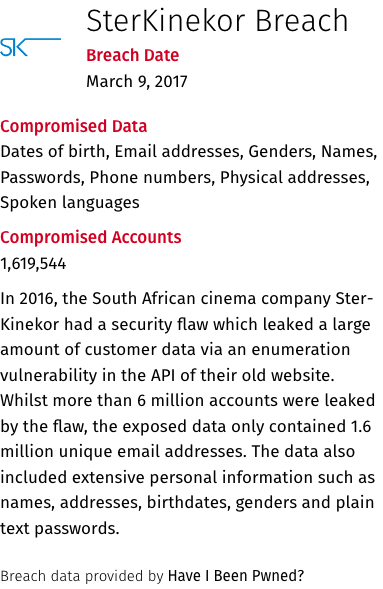 SterKinekor Breach
SK
Breach Date
March 9, 2017
Compromised Data
Dates of birth, Email addresses, Genders, Names,
Passwords, Phone numbers, Physical addresses,
Spoken languages
Compromised Accounts
1,619,544
In 2016, the South African cinema company Ster-
Kinekor had a security flaw which leaked a large
amount of customer data via an enumeration
vulnerability in the API of their old website.
Whilst more than 6 million accounts were leaked
by the flaw, the exposed data only contained 1.6
million unique email addresses. The data also
included extensive personal information such as
names, addresses, birthdates, genders and plain
text passwords.
Breach data provided by Have I Been Pwned?